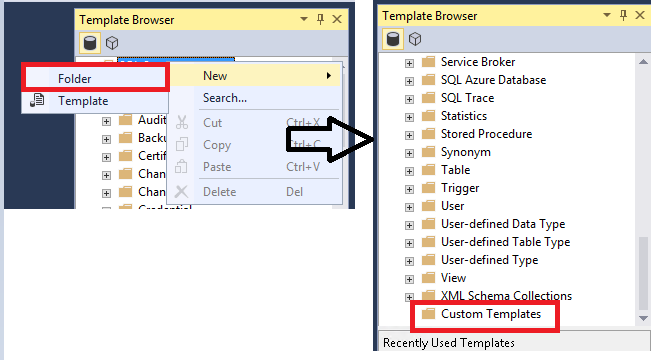 Template Browser
Folder
Template
New
Search...
Cut Ctrl+X
Copy
Paste Ctrl+V
Delete Del
Audi
Backu
Certif
Chan
Chan
Credential
Template Browser
Service Broker
SQL Azure Database
SQL Trace
Statistics
Stored Procedure
Synonym
Table
Trigger
User
User-defined Data Type
User-defined Table Type
User-defined Type
View
XML Schema Collections
Custom Templates
Recently Used Templates